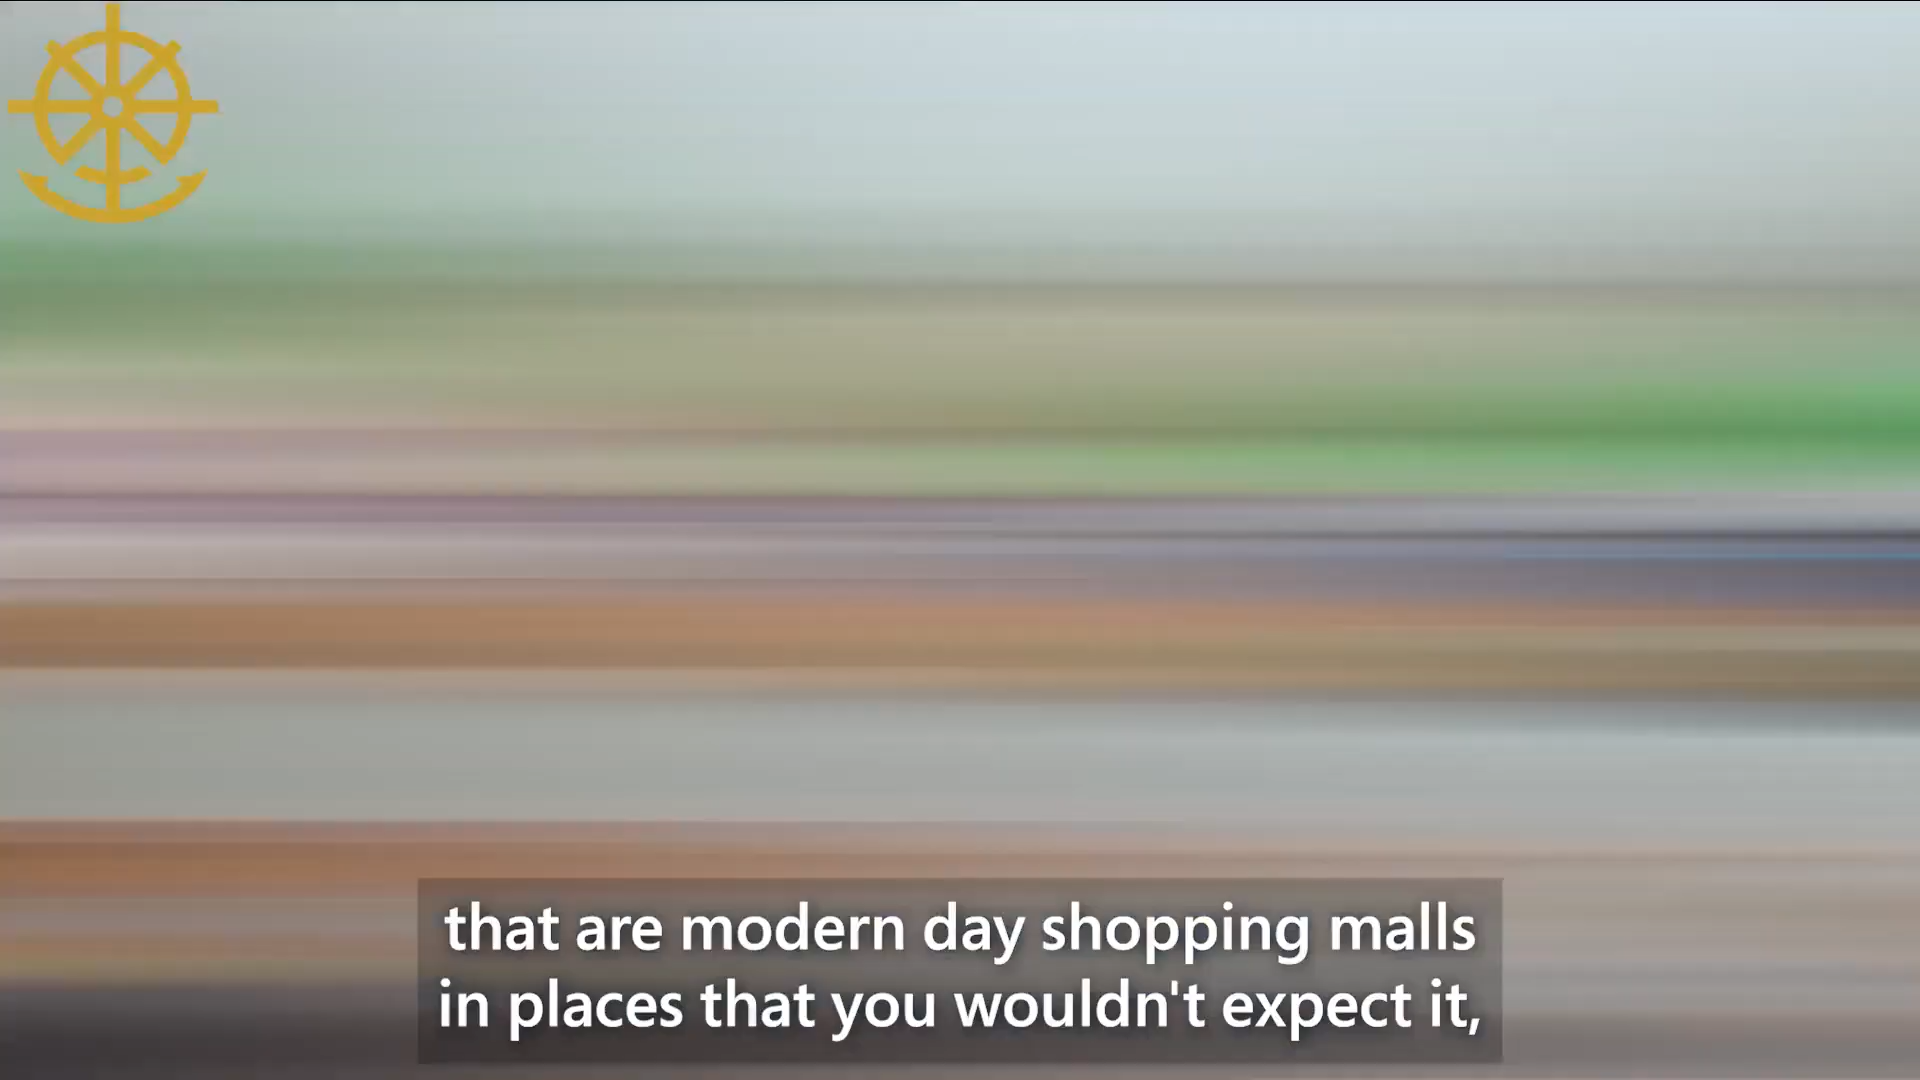 that are modern day shopping malls
in places that you wouldn't expect it,